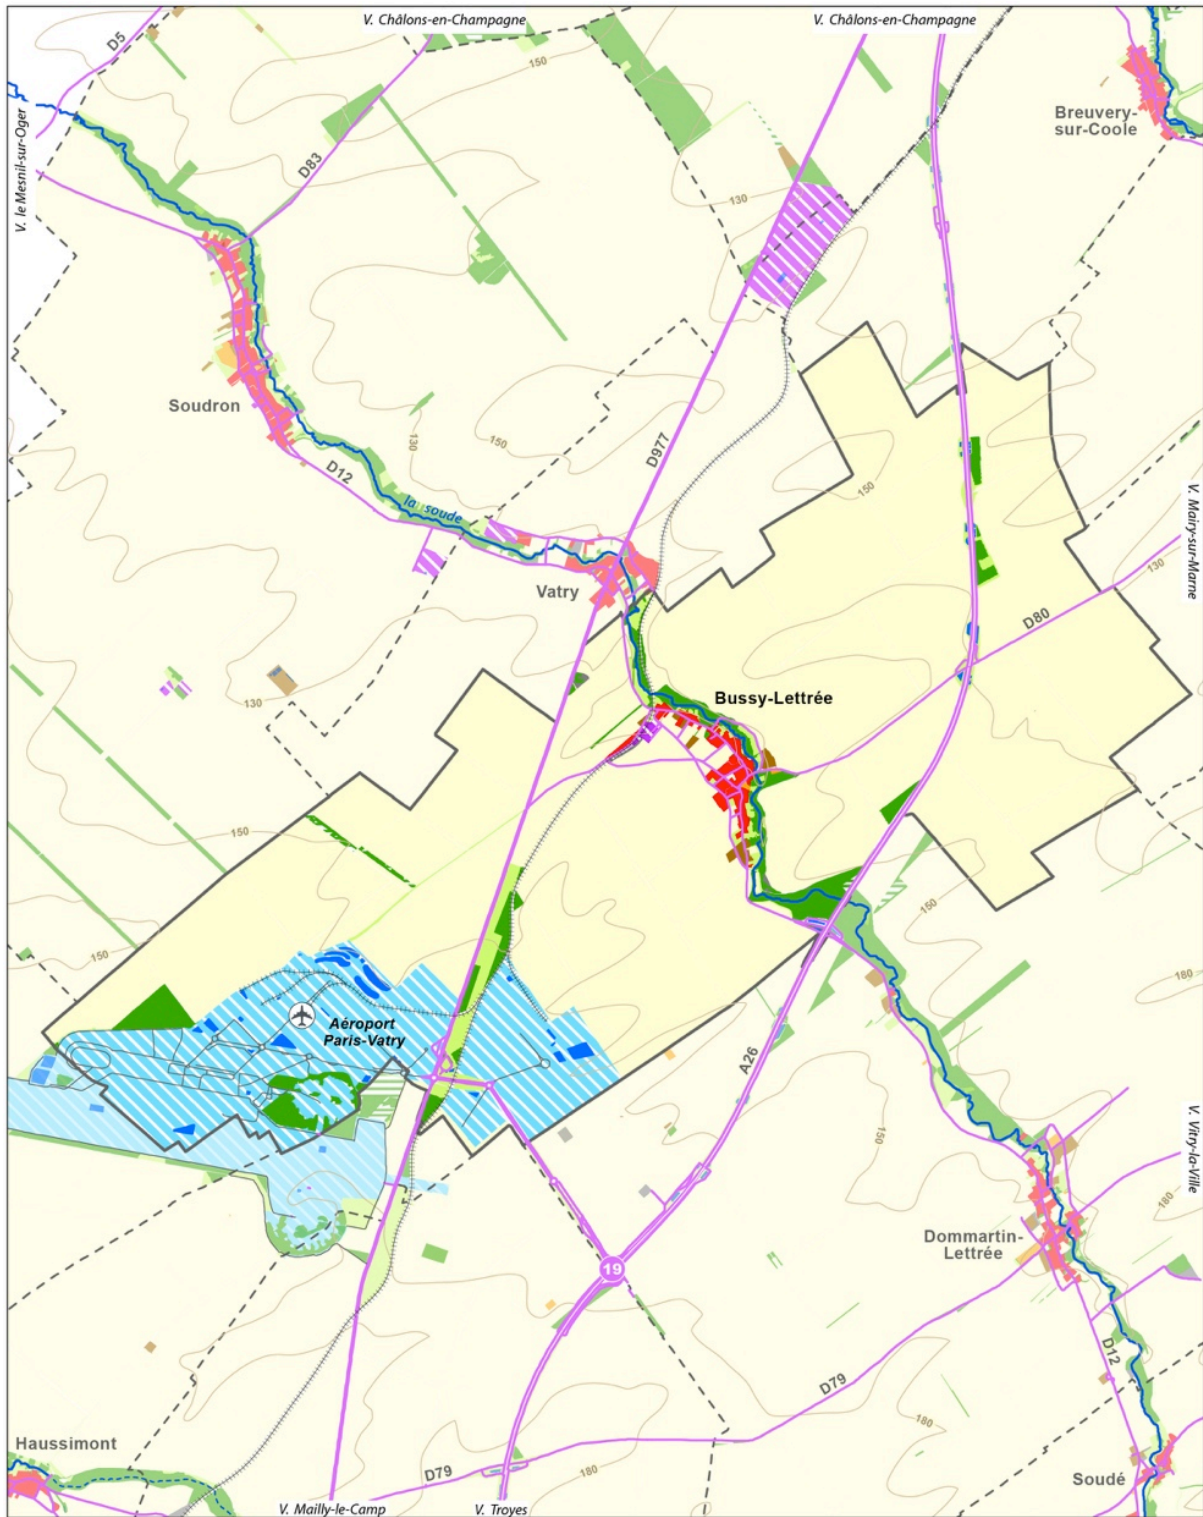 V. Châlons-en-Champagne
V. Châlons-en-Champagne
D5
150
V. le Mesnil-sur-Oger
D83
Breuvery-
sur-Coole
130
Soudron
D977
130
150
D12
150
la soude
V. Mairy-sur-Marne
130
Vatry
D80
130
Bussy-Lettrée
150
150
150
180
Aéroport
Paris-Vatry
A26
150
V. Vitry-la-Ville
180
Dommartin-
Lettrée
19
D12
D79
180
Haussimont
D79
180
Soudé
V. Mailly-le-Camp
V. Troyes